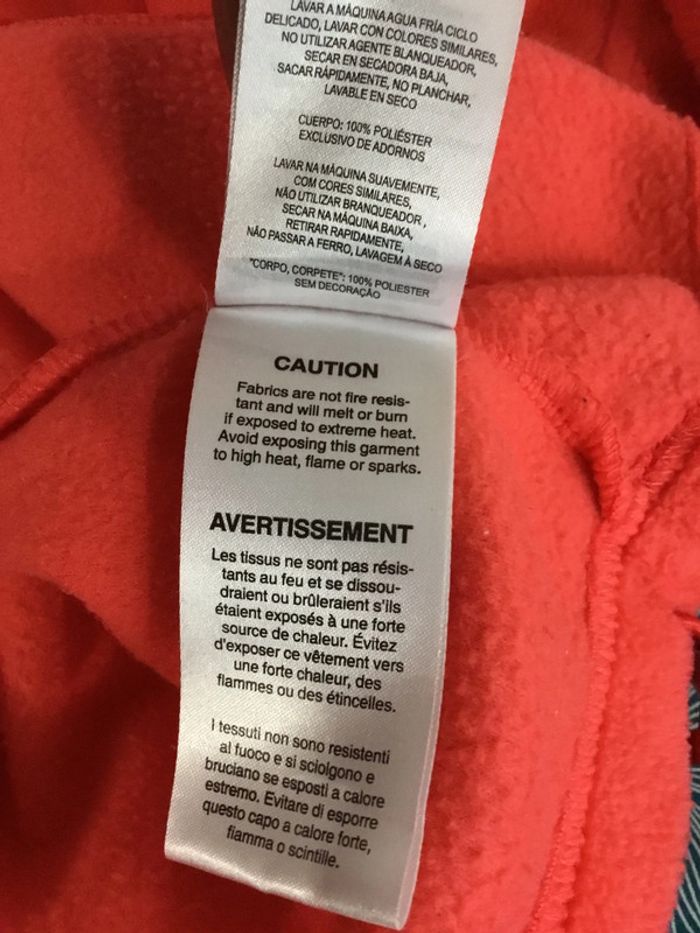 LAVAR A MÁQUINA AGUA FRÍA CICLO
DELICADO, LAVAR CON COLORES SIMILARES,
NO UTILIZAR AGENTE BLANQUEADOR,
SECAR EN SECADORA BAJA,
SACAR RÁPIDAMENTE, NO PLANCHAR,
LAVABLE EN SECO
CUERPO: 100% POLIÉSTER
EXCLUSIVO DE ADORNOS
LAVAR NA MÁQUINA SUAVEMENTE,
COM CORES SIMILARES,
NÃO UTILIZAR BRANQUEADOR,
SECAR NA MÁQUINA BAIXA,
RETIRAR RAPIDAMENTE,
NÃO PASSAR A FERRO, LAVAGEM À SECO
"CORPO, CORPETE": 100% POLIESTER
SEM DECORAÇÃO
CAUTION
Fabrics are not fire resis-
tant and will melt or burn
if exposed to extreme heat.
Avoid exposing this garment
to high heat, flame or sparks.
AVERTISSEMENT
Les tissus ne sont pas résis-
tants au feu et se dissou-
draient ou brûleraient s'ils
étaient exposés à une forte
source de chaleur. Évitez
d'exposer ce vêtement vers
une forte chaleur, des
flammes ou des étincelles.
I tessuti non sono resistenti
al fuoco e si sciolgono e
bruciano se esposti a calore
estremo. Evitare di esporre
questo capo a calore forte,
fiamma o scintille.